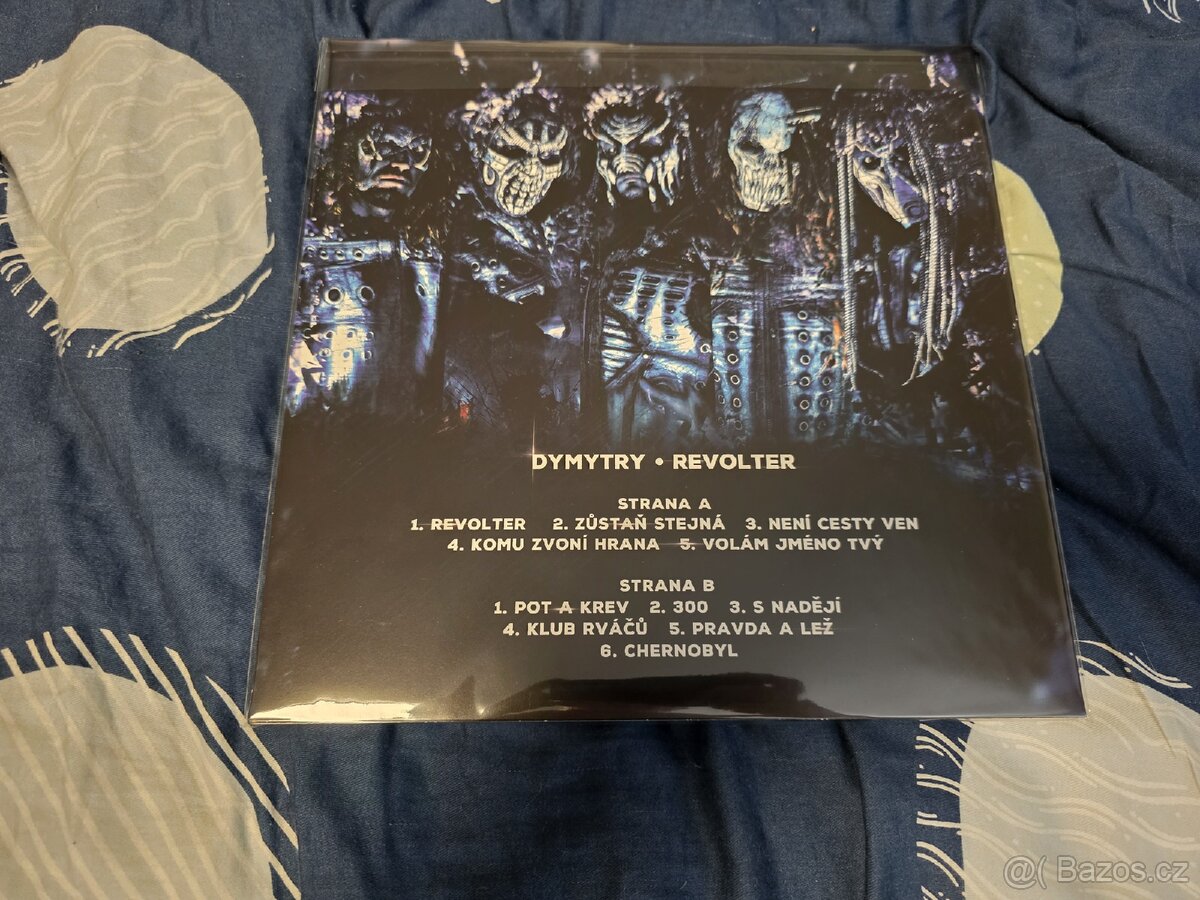 DYMYTRY • REVOLTER
STRANA A
1. REVOLTER 2. ZŮSTAŇ STEJNÁ 3. NENÍ CESTY VEN
4. KOMU ZVONÍ HRANA 5. VOLÁM JMÉNO TVÝ
STRANA B
1. POT A KREV 2. 300 3. S NADĚJÍ
4. KLUB RVÁČŮ 5. PRAVDA A LEŽ
6. CHERNOBYL
@( Bazos.cz